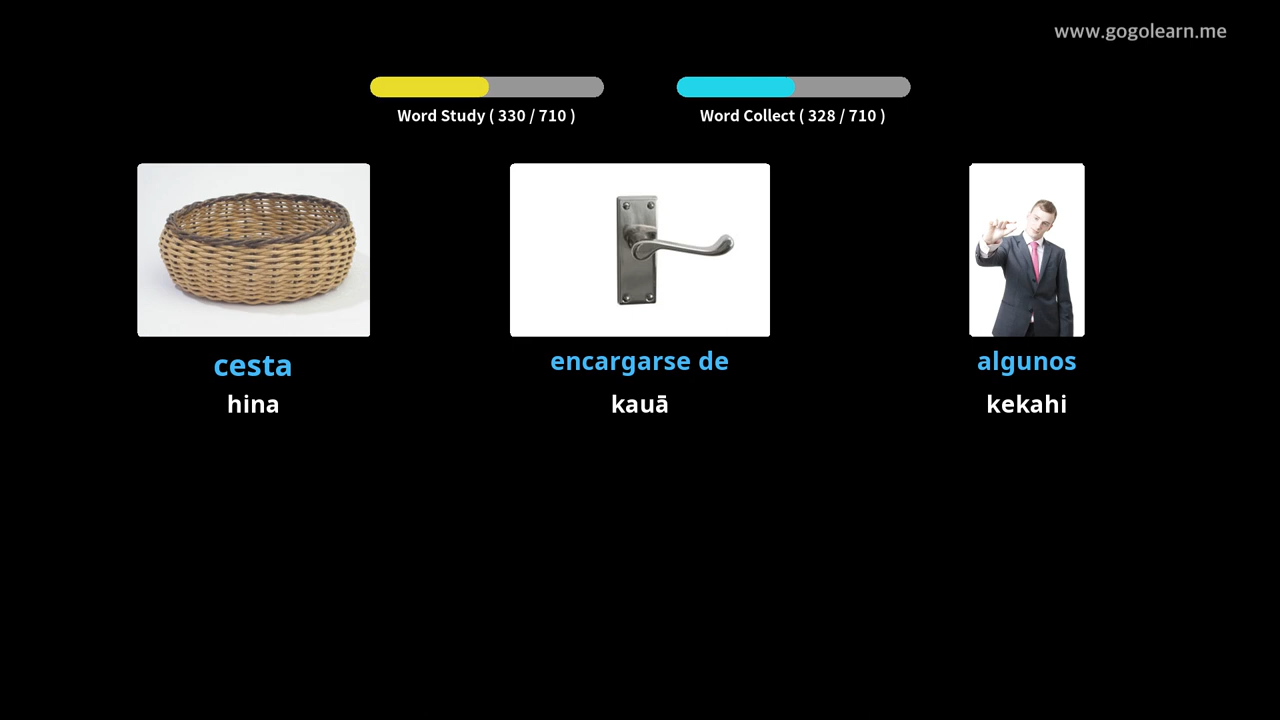 www.gogolearn.me
Word Study ( 330 / 710 )
Word Collect ( 328 / 710 )
cesta
hina
encargarse de
kauā
algunos
kekahi